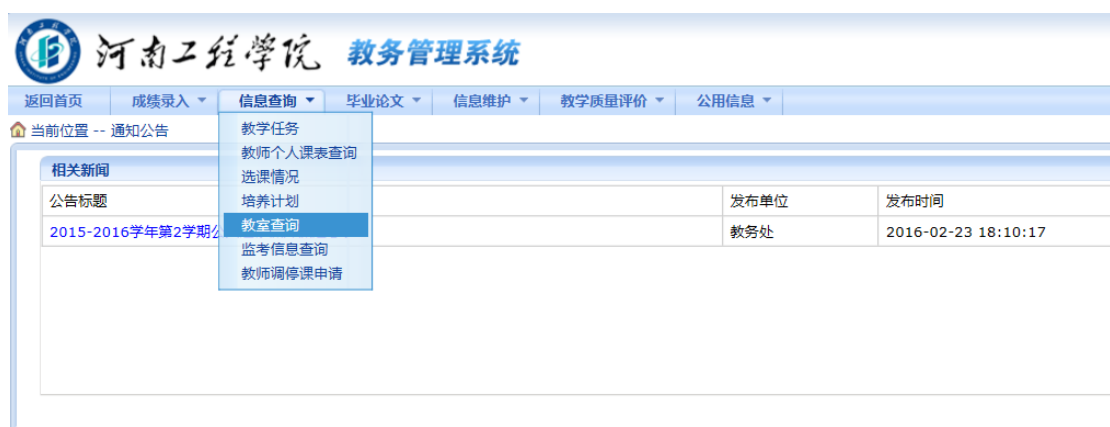 河南工程学院 教务管理系统
返回首页 成绩录入 信息查询 毕业论文 信息维护 教学质量评价 公用信息
当前位置 -- 通知公告
教学任务
教师个人课表查询
选课情况
培养计划
教室查询
监考信息查询
教师调停课申请
相关新闻
公告标题 发布单位 发布时间
2015-2016学年第2学期 教务处 2016-02-23 18:10:17